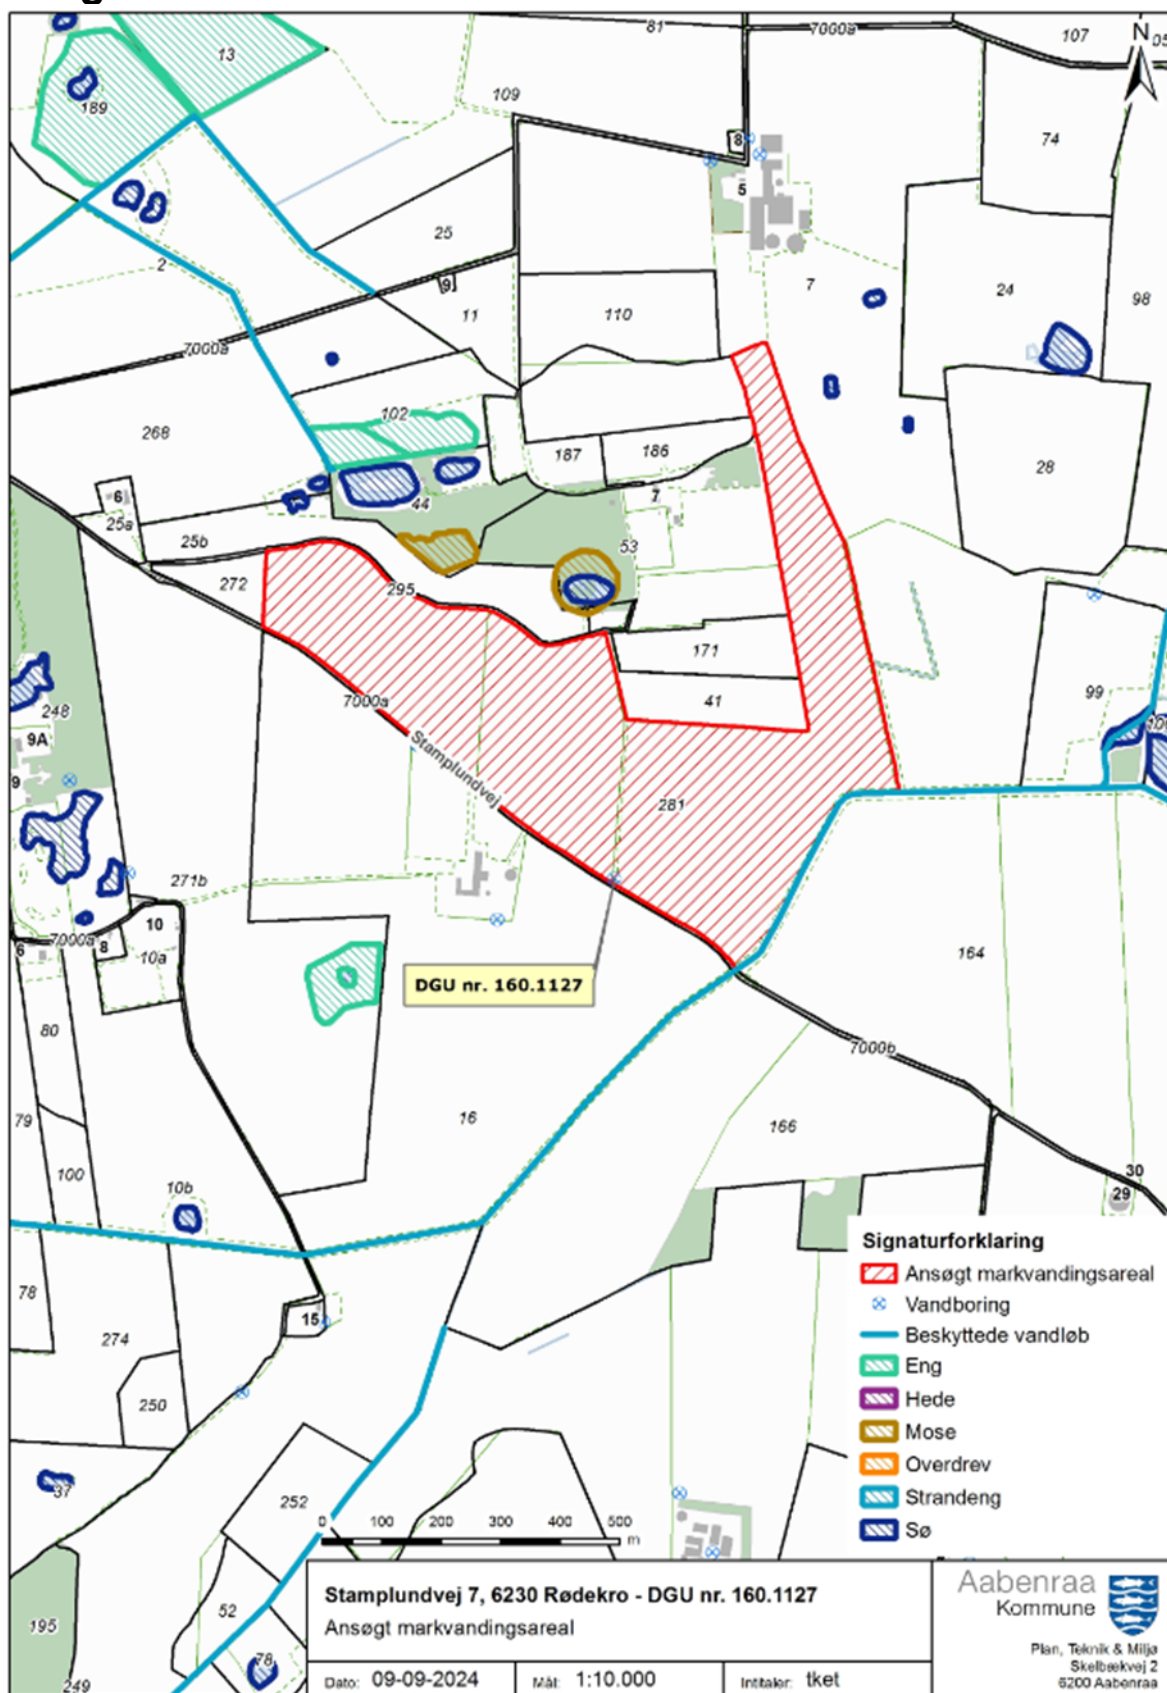 81
7000a
107
N
13
109
189
8
74
5
25
2
7
24
98
9
11
110
7000a
102
268
187
186
28
6
44
7
25a
25b
53
272
295
171
7000a
41
99
248
9A
Stamplundvej
9
281
271b
10
164
6
7000a
8
10a
DGU nr. 160.1127
80
7000b
79
16
166
100
30
10b
29
Signaturforklaring
Ansøgt markvandingsareal
78
Vandboring
15
274
Beskyttede vandløb
Eng
250
Hede
Mose
Overdrev
37
Strandeng
252
0 100 200 300 400 500
m
Sø
Stamplundvej 7, 6230 Rødekro - DGU nr. 160.1127
Ansøgt markvandingsareal
52
195
78
249
Dato: 09-09-2024
Mål: 1:10.000
Initialer: tket
Aabenraa
Kommune
Plan, Teknik & Miljø
Skelbækvej 2
6200 Aabenraa